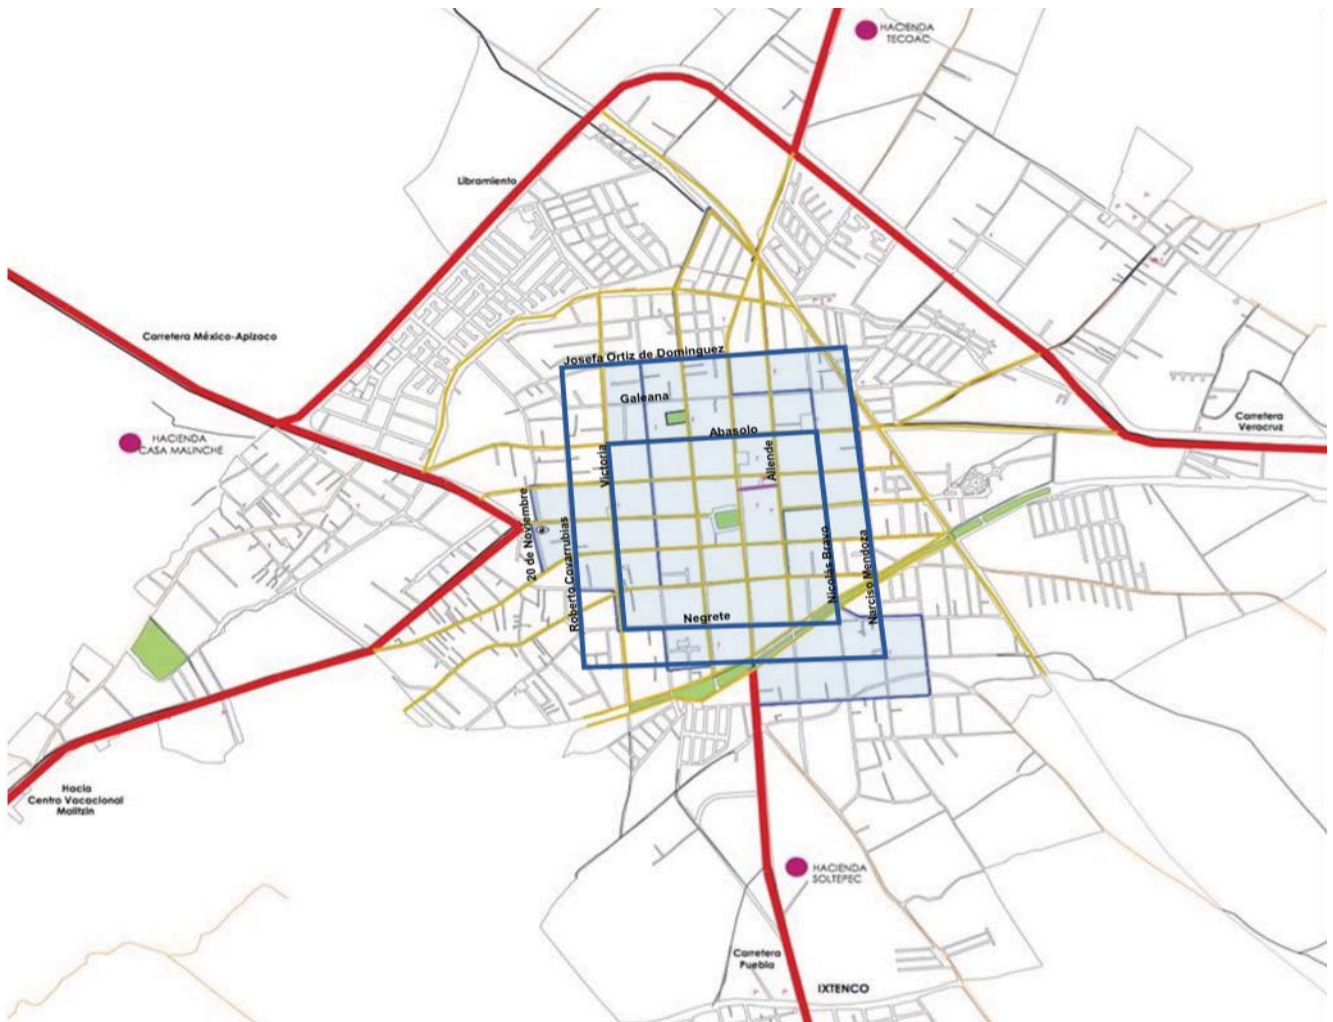 HACIENDA
TECOAC
Libramiento
Carretera México-Apizaco
Josefa Ortiz de Dominguez
Galeana
Abasolo
Carretera
Veracruz
HACIENDA
CASA MALINCHE
Victoria
Allende
20 de Noviembre
Roberto Covarrubias
Nicolás Bravo
Narciso Mendoza
Negrete
Hacia
Centro Vacacional
Malitzin
HACIENDA
SOLTEPEC
Carretera
Puebla
IXTENCO